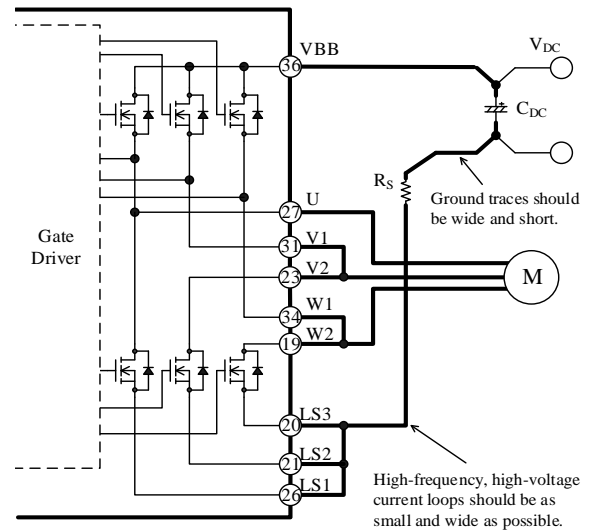 VBB
36
VDC
CDC
RS
Ground traces should
be wide and short.
U
27
V1
31
V2
23
W1
34
W2
19
M
Gate
Driver
LS3
20
LS2
21
LS1
26
High-frequency, high-voltage
current loops should be as
small and wide as possible.